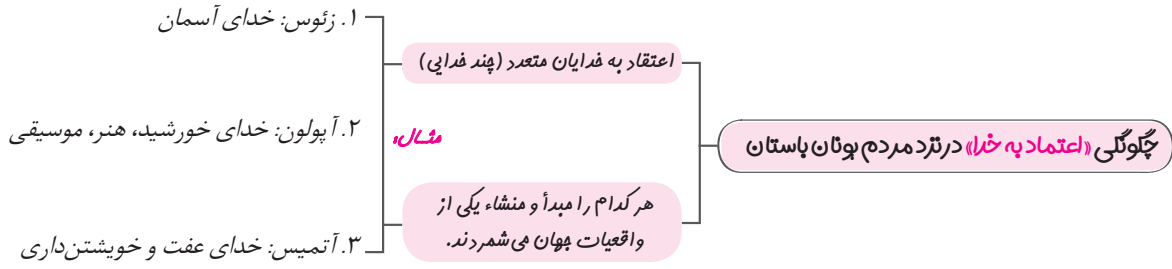 چگونگی «اعتماد به خدا» در نزد مردم یونان باستان
اعتقاد به خدایان متعدد (چند خدایی)
هر کدام را مبدأ و منشاء یکی از
واقعیات جهان می‌شمردند.
مثال:
۱. زئوس: خدای آسمان
۲. آپولون: خدای خورشید، هنر، موسیقی
۳. آتمیس: خدای عفت و خویشتن‌داری